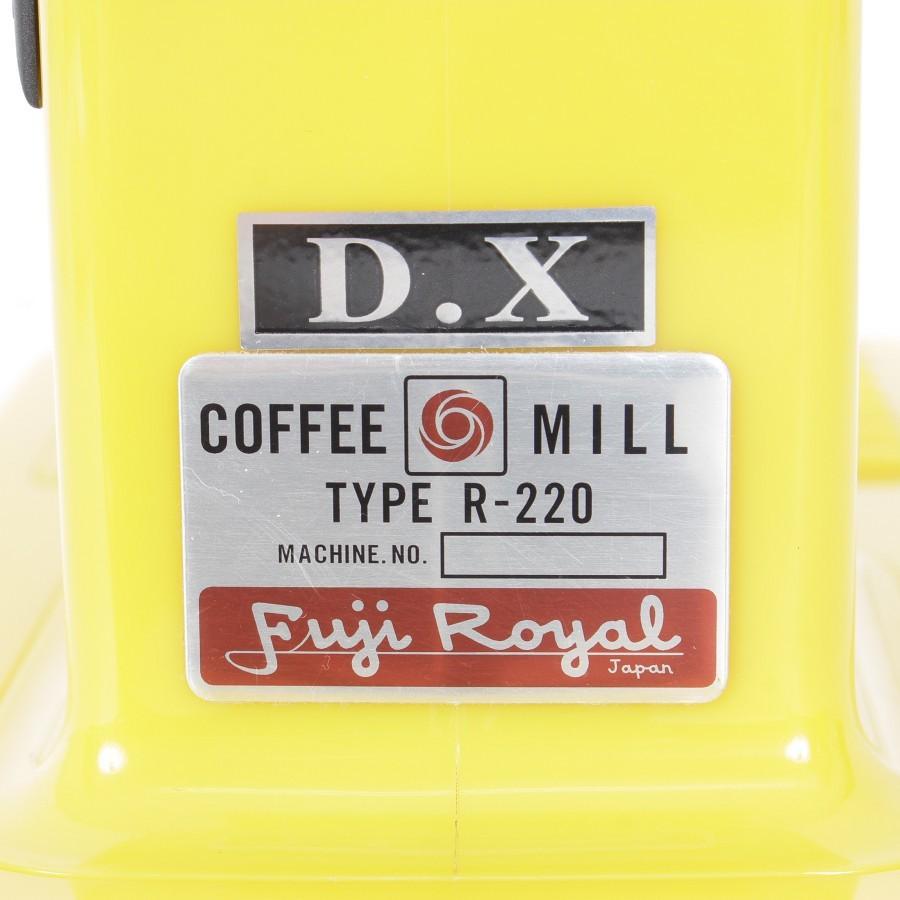 D.X
COFFEE MILL
TYPE R-220
MACHINE.NO.
Fuji Royal
Japan